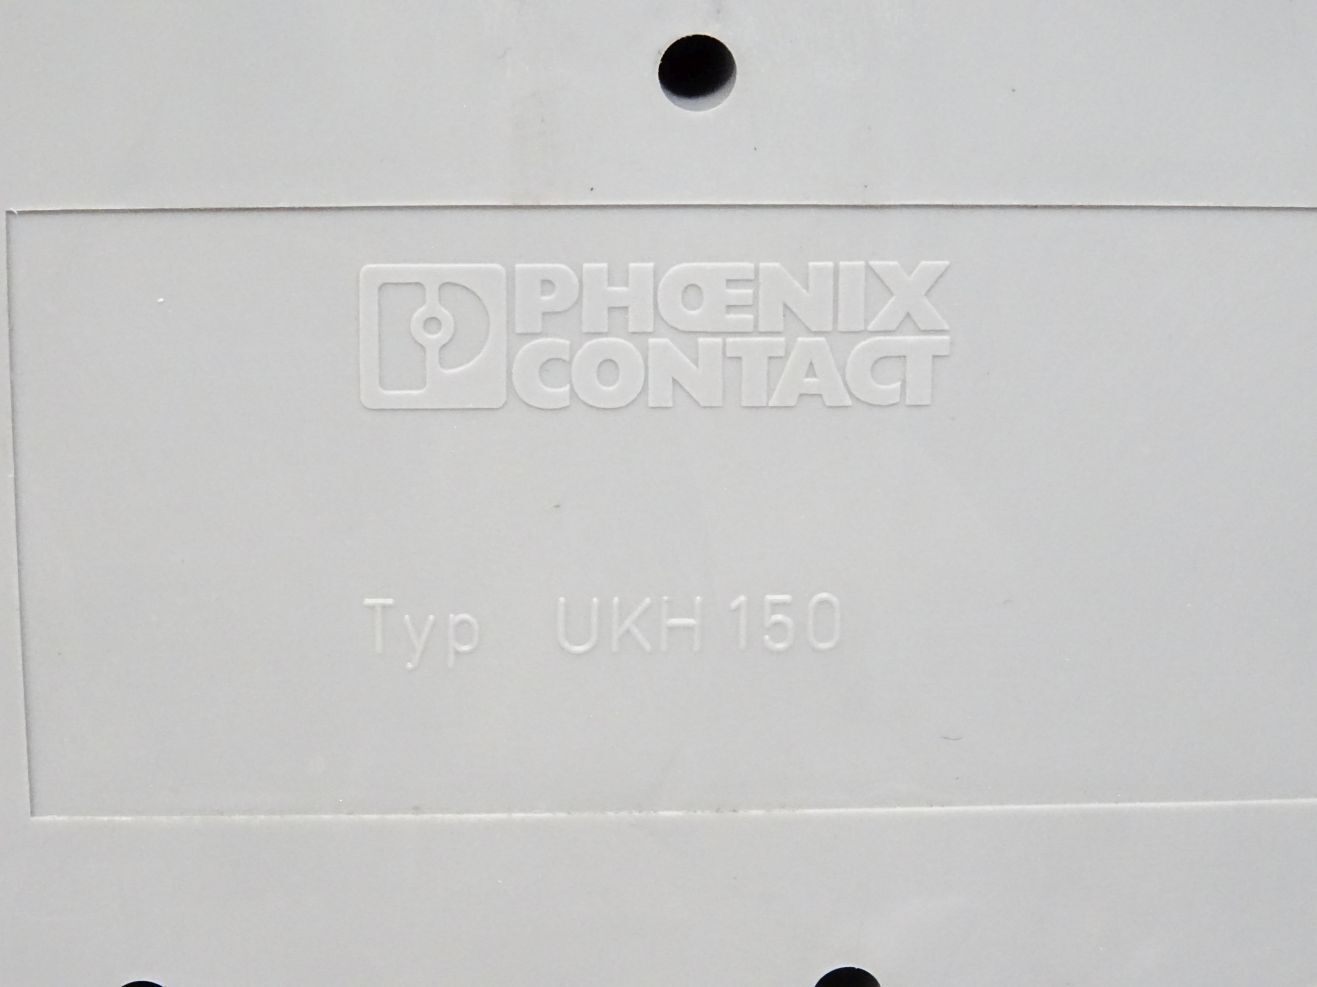 PHŒNIX
CONTACT
Typ UKH 150